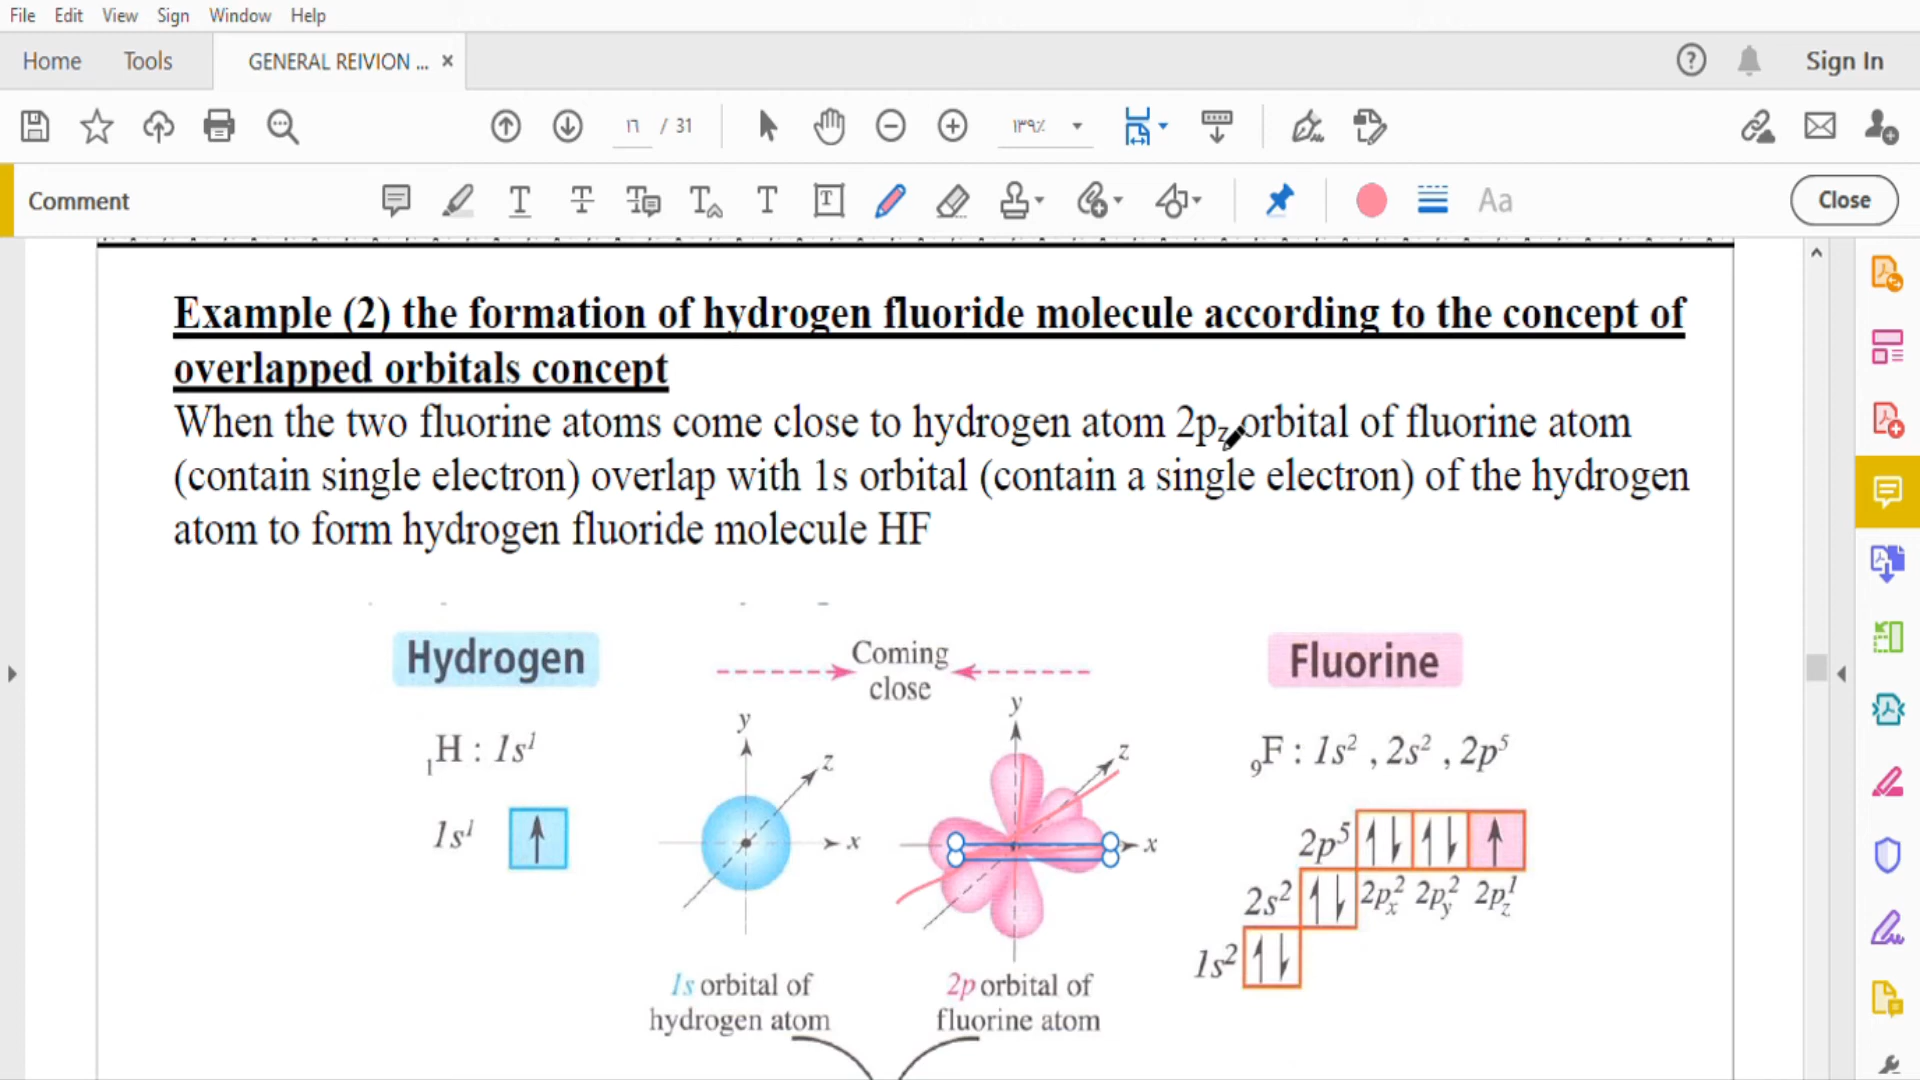 File Edit View Sign Window Help
Home Tools GENERAL REIVION ... × Sign In
١٦ / 31 ١٣٩٪
Comment Aa Close
Example (2) the formation of hydrogen fluoride molecule according to the concept of
overlapped orbitals concept
When the two fluorine atoms come close to hydrogen atom 2pz orbital of fluorine atom
(contain single electron) overlap with 1s orbital (contain a single electron) of the hydrogen
atom to form hydrogen fluoride molecule HF
Hydrogen Coming close Fluorine
₁H : 1s¹ y z x y z x ₉F : 1s² , 2s² , 2p⁵
1s¹ 2p⁵
2s² 2px² 2py² 2pz¹
1s²
1s orbital of
hydrogen atom
2p orbital of
fluorine atom